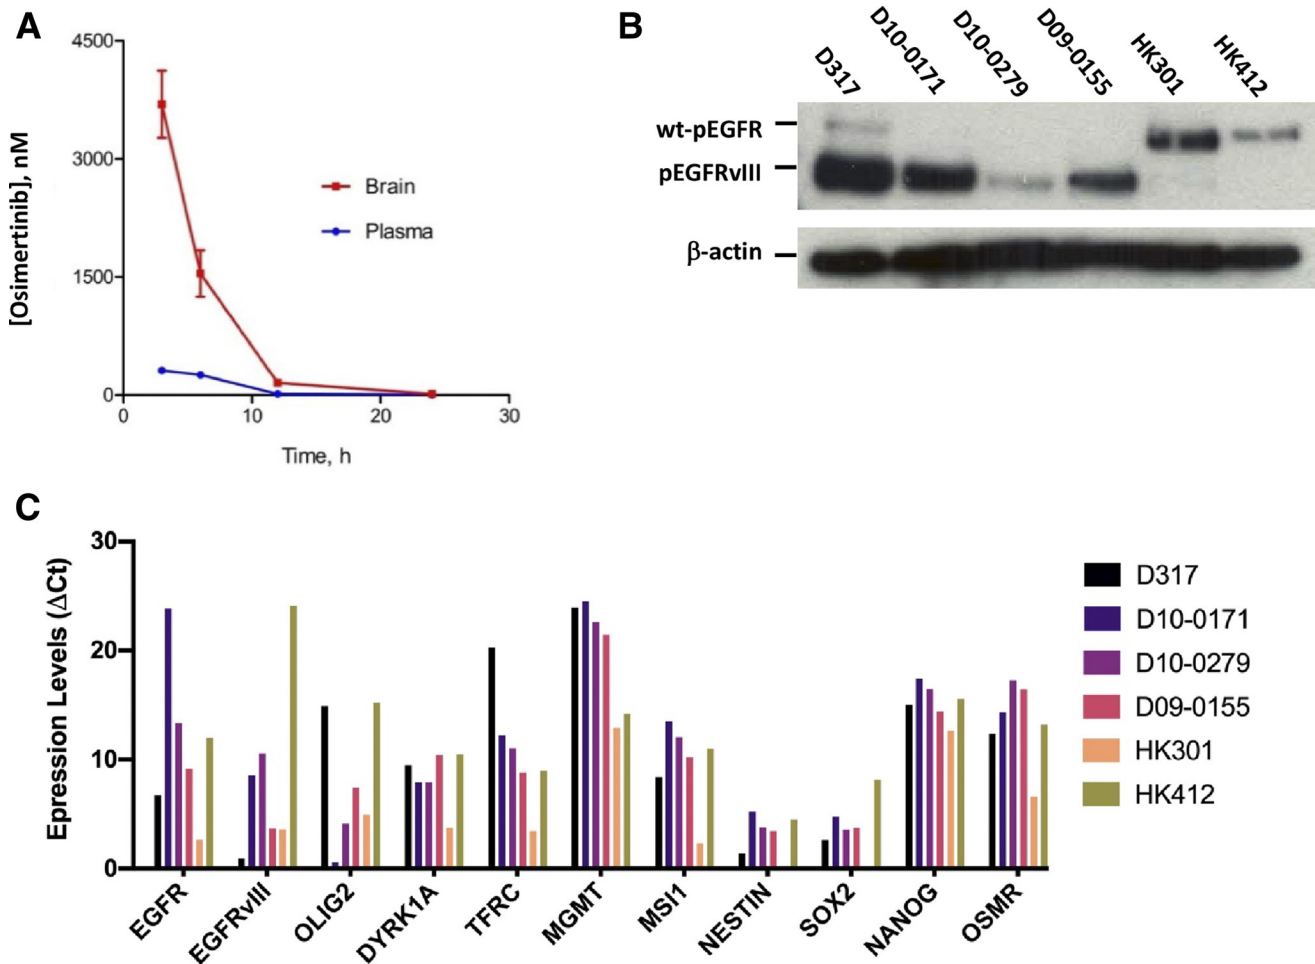 A
4500
3000
1500
0
0
10
20
30
[Osimertinib], nM
Time, h
Brain
Plasma
B
D317
D10-0171
D10-0279
D09-0155
HK301
HK412
wt-pEGFR
pEGFRvIII
β-actin
C
30
20
10
0
Epression Levels (ΔCt)
EGFR
EGFRvIII
OLIG2
DYRK1A
TFRC
MGMT
MSI1
NESTIN
SOX2
NANOG
OSMR
D317
D10-0171
D10-0279
D09-0155
HK301
HK412